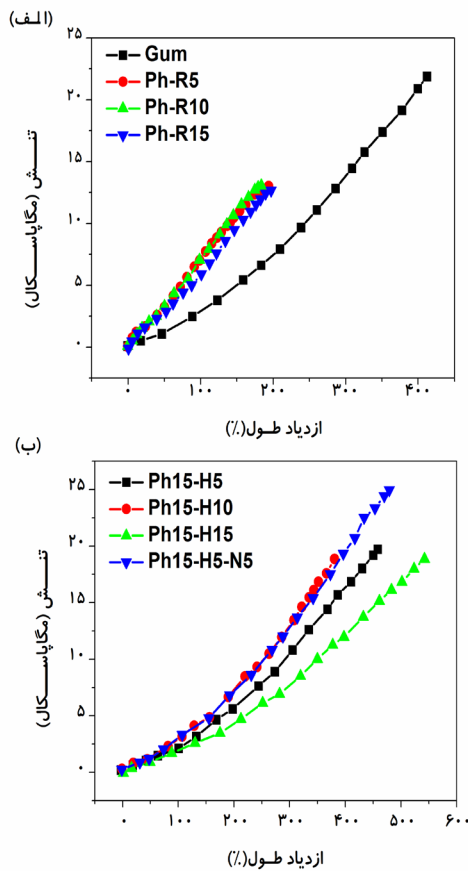 (الف)
۲۵
۲۰
۱۵
۱۰
۵
۰
تنش (مگاپاسکال)
Gum
Ph-R5
Ph-R10
Ph-R15
۰ ۱۰۰ ۲۰۰ ۳۰۰ ۴۰۰
ازدیاد طول(٪)
(ب)
۲۵
۲۰
۱۵
۱۰
۵
۰
تنش (مگاپاسکال)
Ph15-H5
Ph15-H10
Ph15-H15
Ph15-H5-N5
۰ ۱۰۰ ۲۰۰ ۳۰۰ ۴۰۰ ۵۰۰ ۶۰۰
ازدیاد طول(٪)